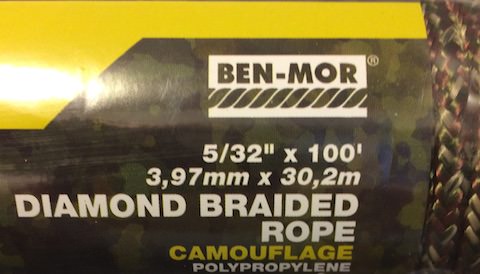 BEN-MOR®
5/32" x 100'
3,97mm x 30,2m
DIAMOND BRAIDED
ROPE
CAMOUFLAGE
POLYPROPYLENE